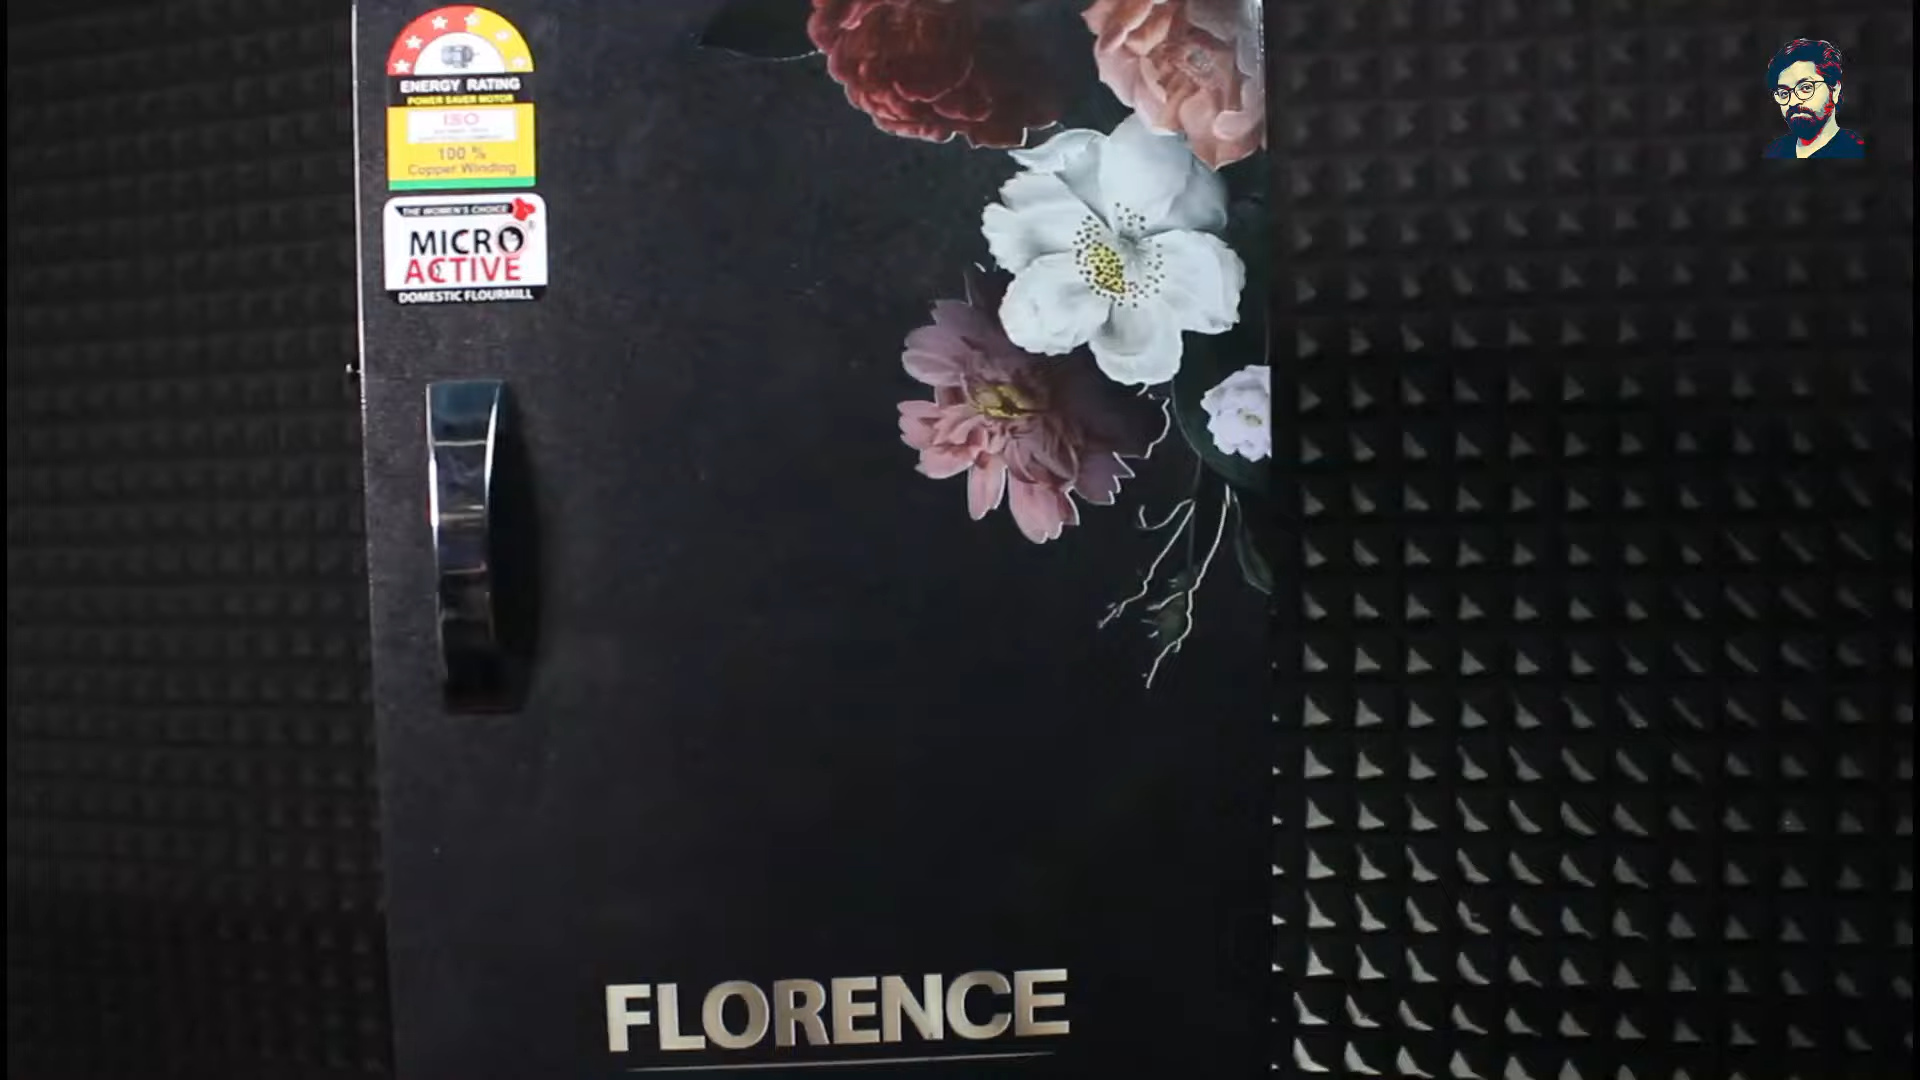 ENERGY RATING
POWER SAVER MOTOR
ISO
100 %
Copper Winding
THE WOMEN'S CHOICE
MICRO
ACTIVE
DOMESTIC FLOURMILL
FLORENCE